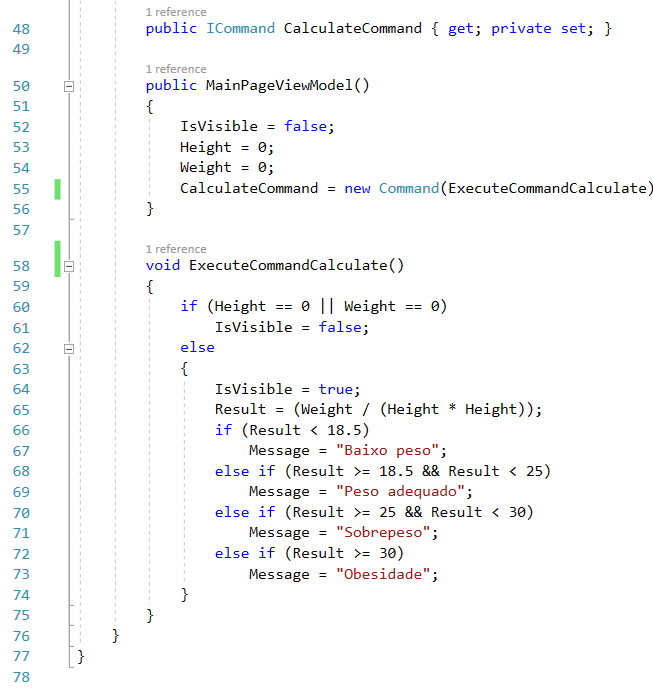 1 reference
48 public ICommand CalculateCommand { get; private set; }
49
1 reference
50 public MainPageViewModel()
51 {
52 IsVisible = false;
53 Height = 0;
54 Weight = 0;
55 CalculateCommand = new Command(ExecuteCommandCalculate)
56 }
57
1 reference
58 void ExecuteCommandCalculate()
59 {
60 if (Height == 0 || Weight == 0)
61 IsVisible = false;
62 else
63 {
64 IsVisible = true;
65 Result = (Weight / (Height * Height));
66 if (Result < 18.5)
67 Message = "Baixo peso";
68 else if (Result >= 18.5 && Result < 25)
69 Message = "Peso adequado";
70 else if (Result >= 25 && Result < 30)
71 Message = "Sobrepeso";
72 else if (Result >= 30)
73 Message = "Obesidade";
74 }
75 }
76 }
77 }
78